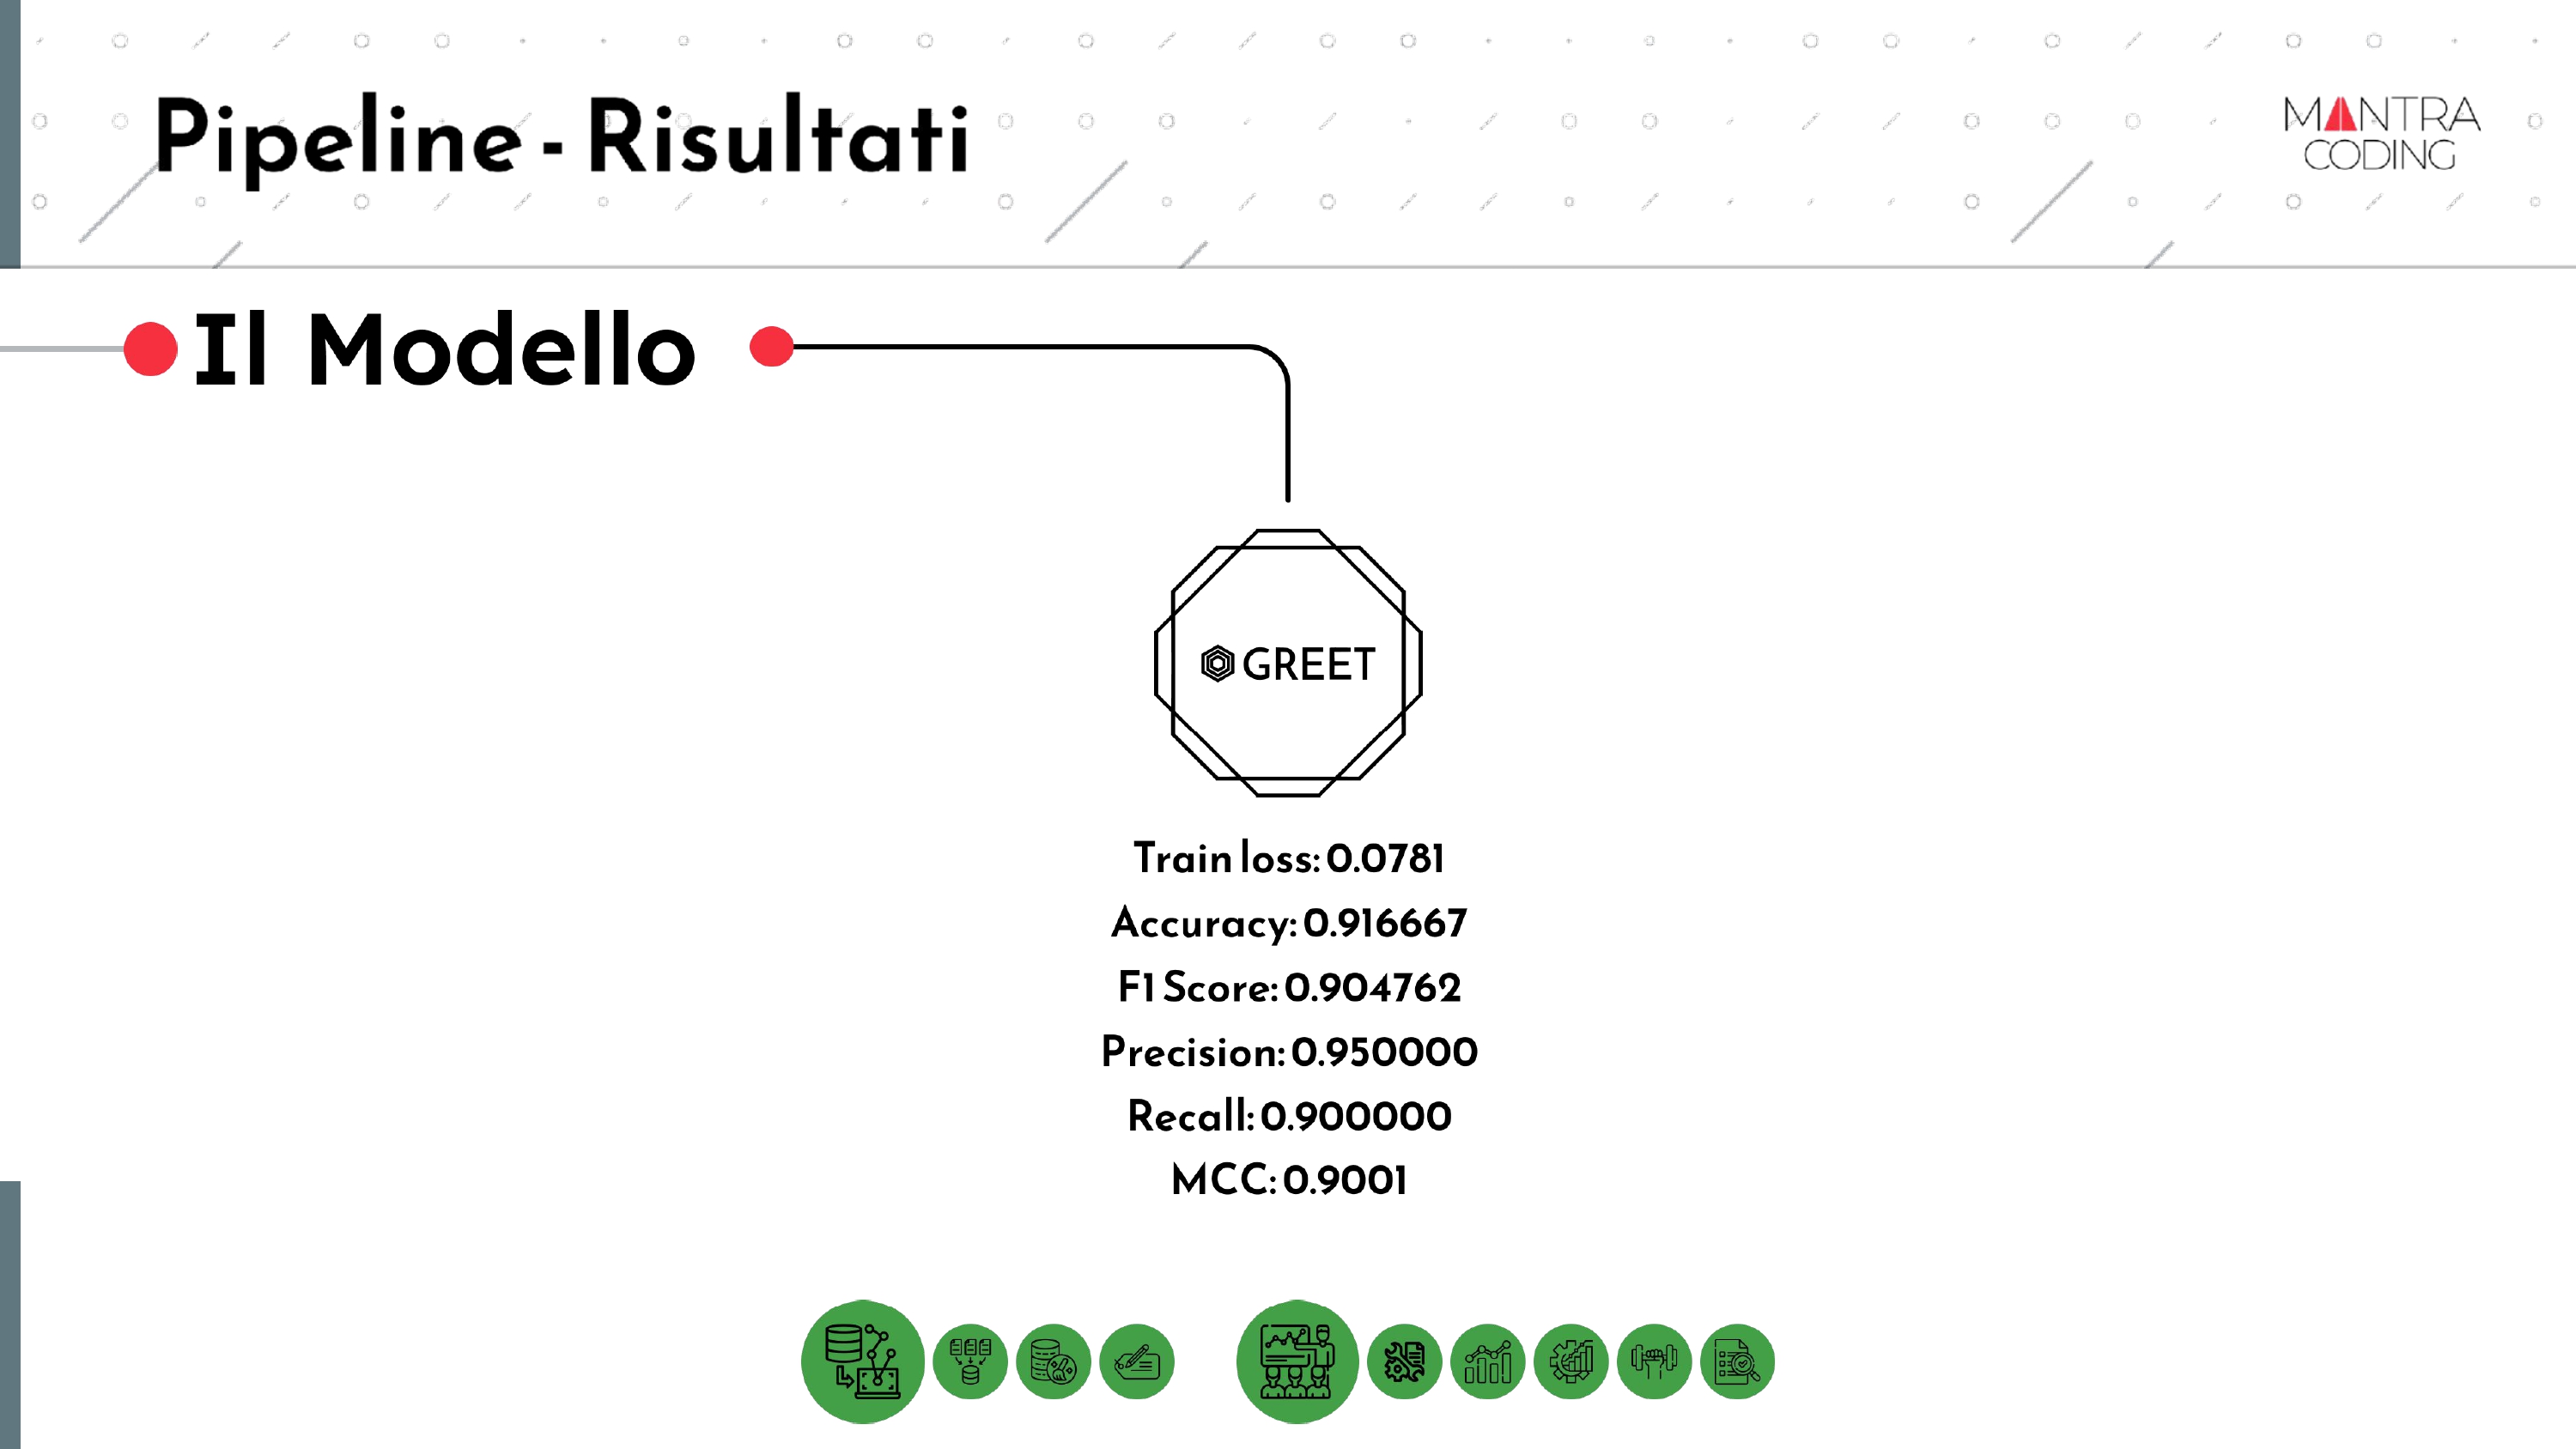 Pipeline - Risultati
MANTRA
CODING
Il Modello
GREET
Train loss: 0.0781
Accuracy: 0.916667
F1 Score: 0.904762
Precision: 0.950000
Recall: 0.900000
MCC: 0.9001